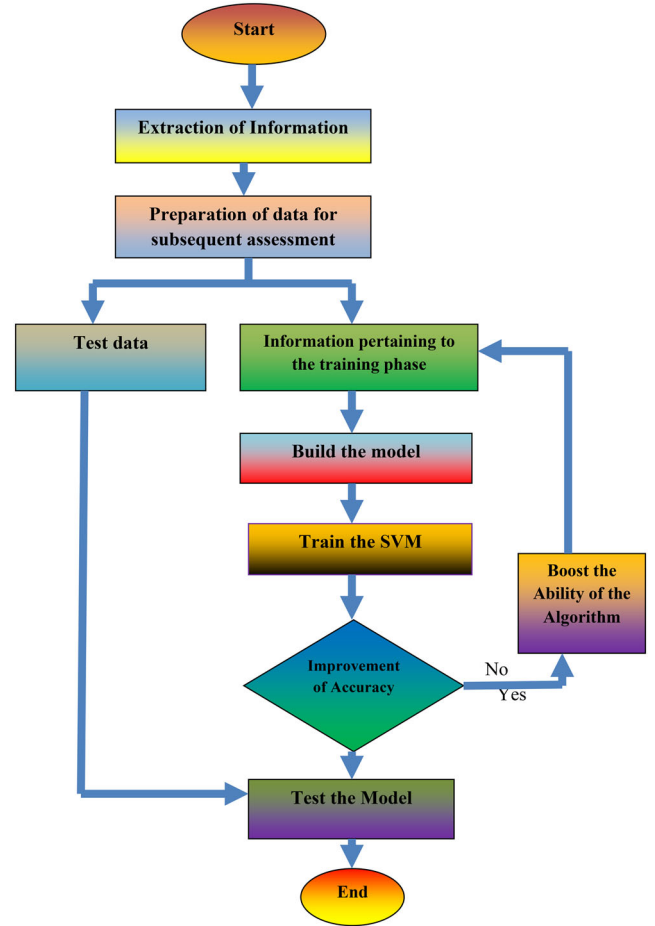 Start
Extraction of Information
Preparation of data for
subsequent assessment
Test data
Information pertaining to
the training phase
Build the model
Train the SVM
Boost the
Ability of the
Algorithm
Improvement
of Accuracy
No
Yes
Test the Model
End